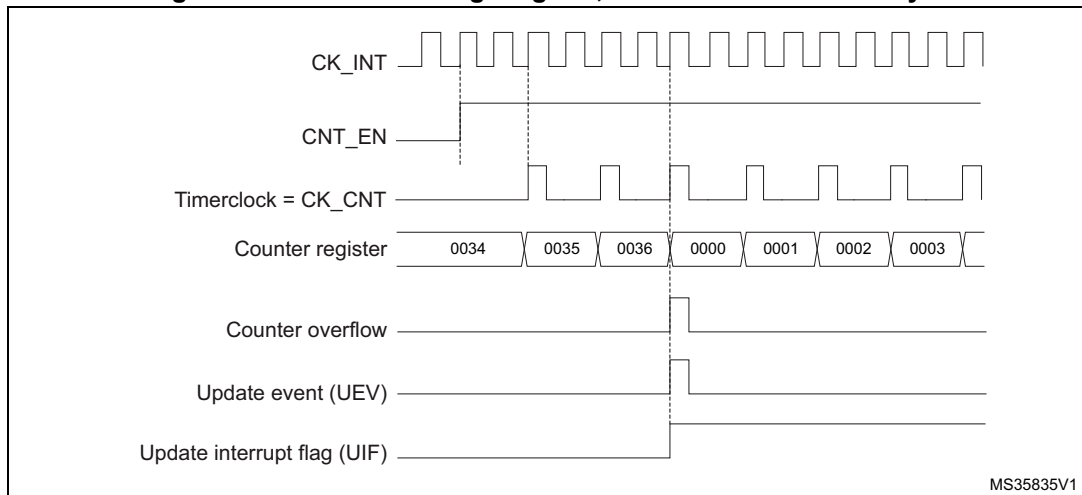 CK_INT
CNT_EN
Timerclock = CK_CNT
Counter register 0034 0035 0036 0000 0001 0002 0003
Counter overflow
Update event (UEV)
Update interrupt flag (UIF)
MS35835V1